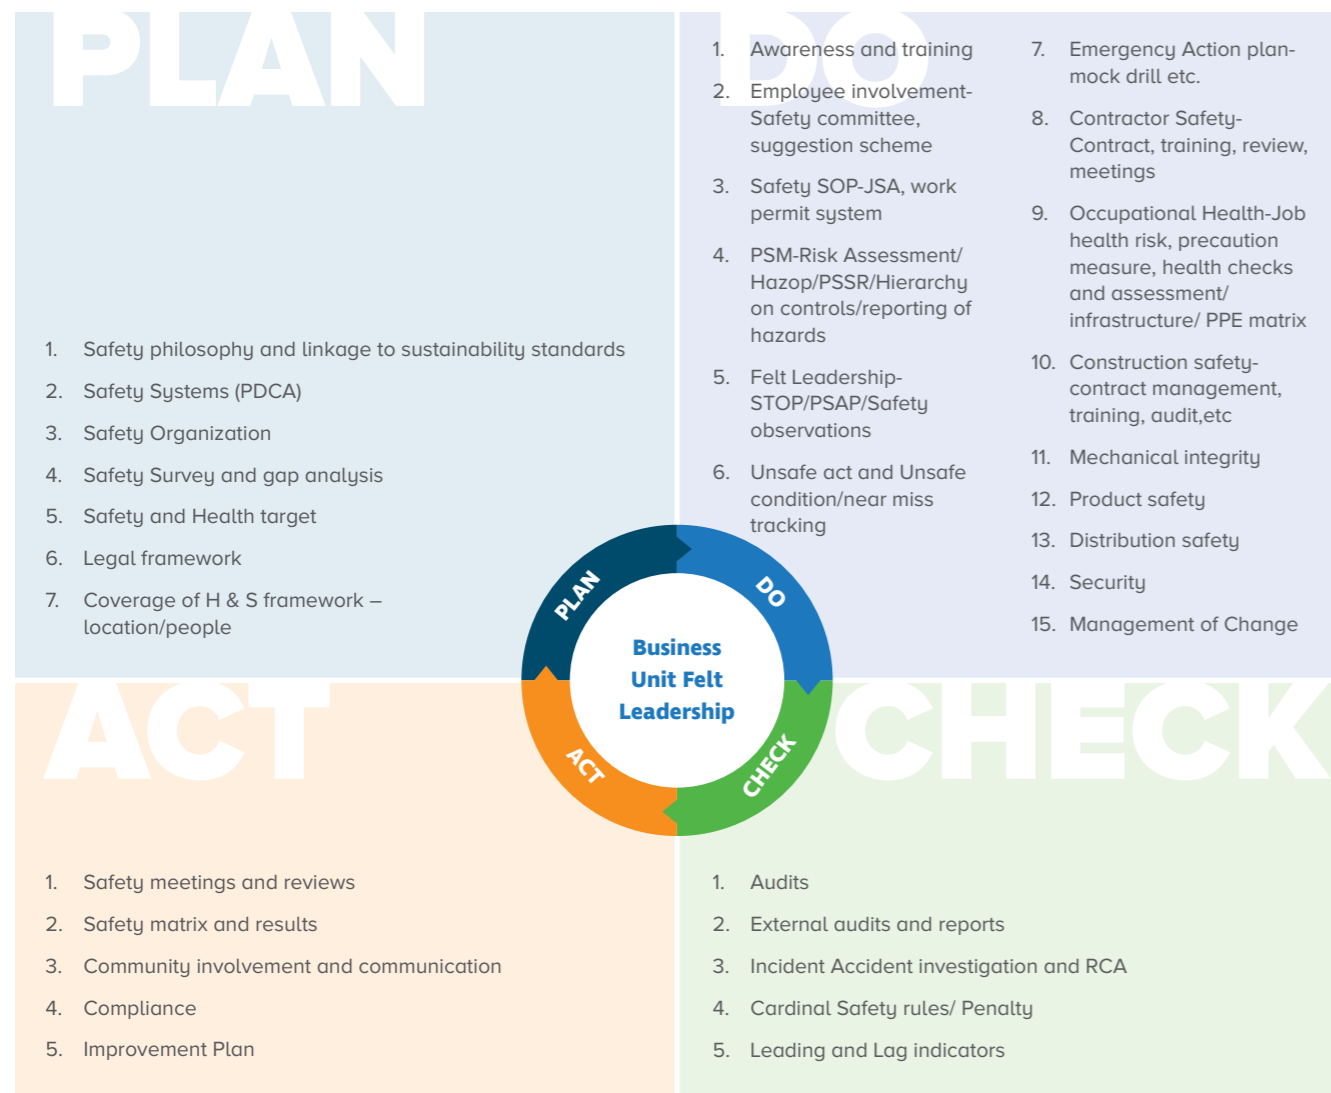 PLAN
1. Safety philosophy and linkage to sustainability standards
2. Safety Systems (PDCA)
3. Safety Organization
4. Safety Survey and gap analysis
5. Safety and Health target
6. Legal framework
7. Coverage of H & S framework –
location/people
DO
1. Awareness and training
2. Employee involvement-
Safety committee,
suggestion scheme
3. Safety SOP-JSA, work
permit system
4. PSM-Risk Assessment/
Hazop/PSSR/Hierarchy
on controls/reporting of
hazards
5. Felt Leadership-
STOP/PSAP/Safety
observations
6. Unsafe act and Unsafe
condition/near miss
tracking
7. Emergency Action plan-
mock drill etc.
8. Contractor Safety-
Contract, training, review,
meetings
9. Occupational Health-Job
health risk, precaution
measure, health checks
and assessment/
infrastructure/ PPE matrix
10. Construction safety-
contract management,
training, audit,etc
11. Mechanical integrity
12. Product safety
13. Distribution safety
14. Security
15. Management of Change
PLAN
DO
CHECK
ACT
Business
Unit Felt
Leadership
ACT
1. Safety meetings and reviews
2. Safety matrix and results
3. Community involvement and communication
4. Compliance
5. Improvement Plan
CHECK
1. Audits
2. External audits and reports
3. Incident Accident investigation and RCA
4. Cardinal Safety rules/ Penalty
5. Leading and Lag indicators